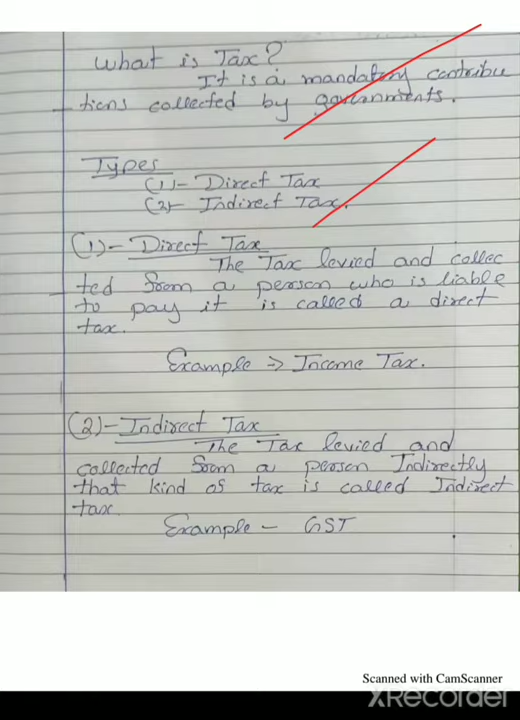 What is Tax?
It is a mandatory contribu
tions collected by governments.
Types
(1)- Direct Tax
(2)- Indirect Tax.
(1)- Direct Tax
The Tax levied and collec
ted from a person who is liable
to pay it is called a direct
tax.
Example => Income Tax.
(2)- Indirect Tax
The Tax levied and
collected from a person Indirectly
that kind of tax is called Indirect
tax.
Example - GST
Scanned with CamScanner
XRecorder